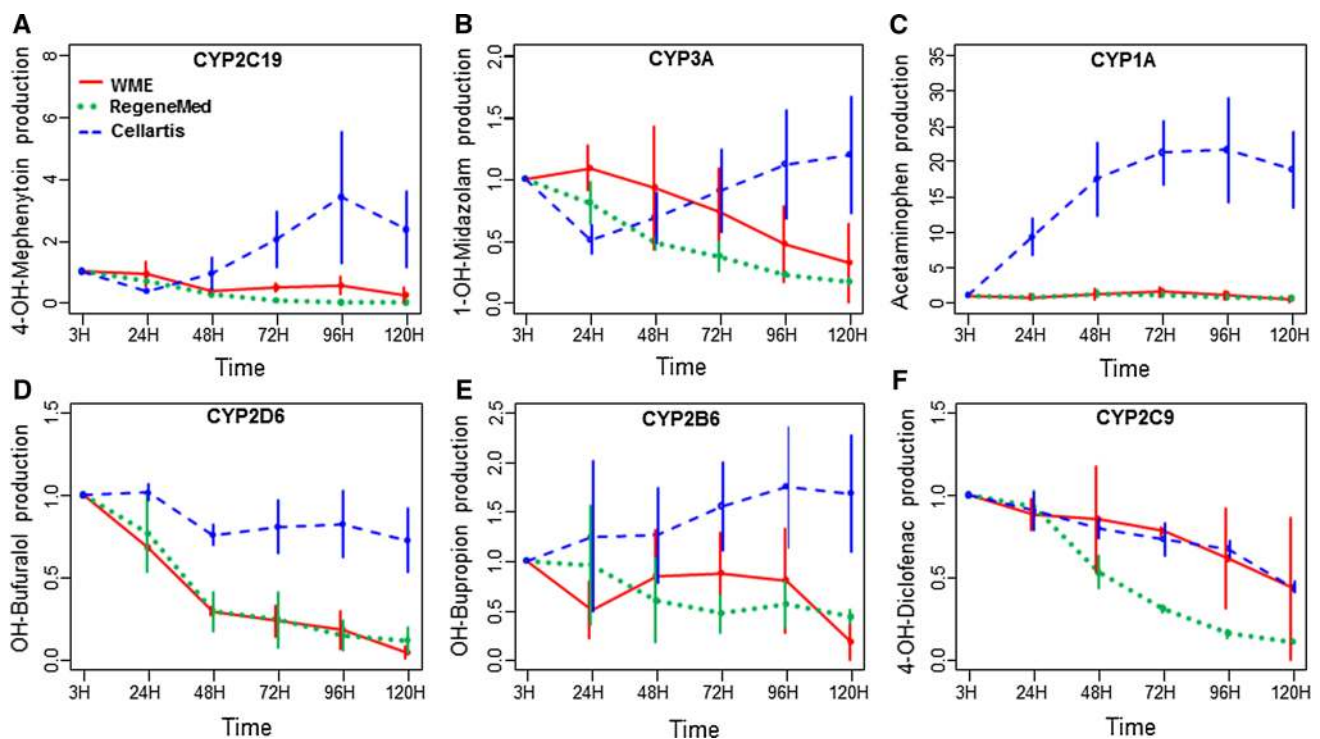 A
CYP2C19
4-OH-Mephenytoin production
8
6
4
2
0
WME
RegeneMed
Cellartis
3H 24H 48H 72H 96H 120H
Time
B
CYP3A
1-OH-Midazolam production
2.0
1.5
1.0
0.5
0.0
3H 24H 48H 72H 96H 120H
Time
C
CYP1A
Acetaminophen production
35
30
25
20
15
10
5
0
3H 24H 48H 72H 96H 120H
Time
D
CYP2D6
OH-Bufuralol production
1.5
1.0
0.5
0.0
3H 24H 48H 72H 96H 120H
Time
E
CYP2B6
OH-Bupropion production
2.5
2.0
1.5
1.0
0.5
0.0
3H 24H 48H 72H 96H 120H
Time
F
CYP2C9
4-OH-Diclofenac production
1.5
1.0
0.5
0.0
3H 24H 48H 72H 96H 120H
Time